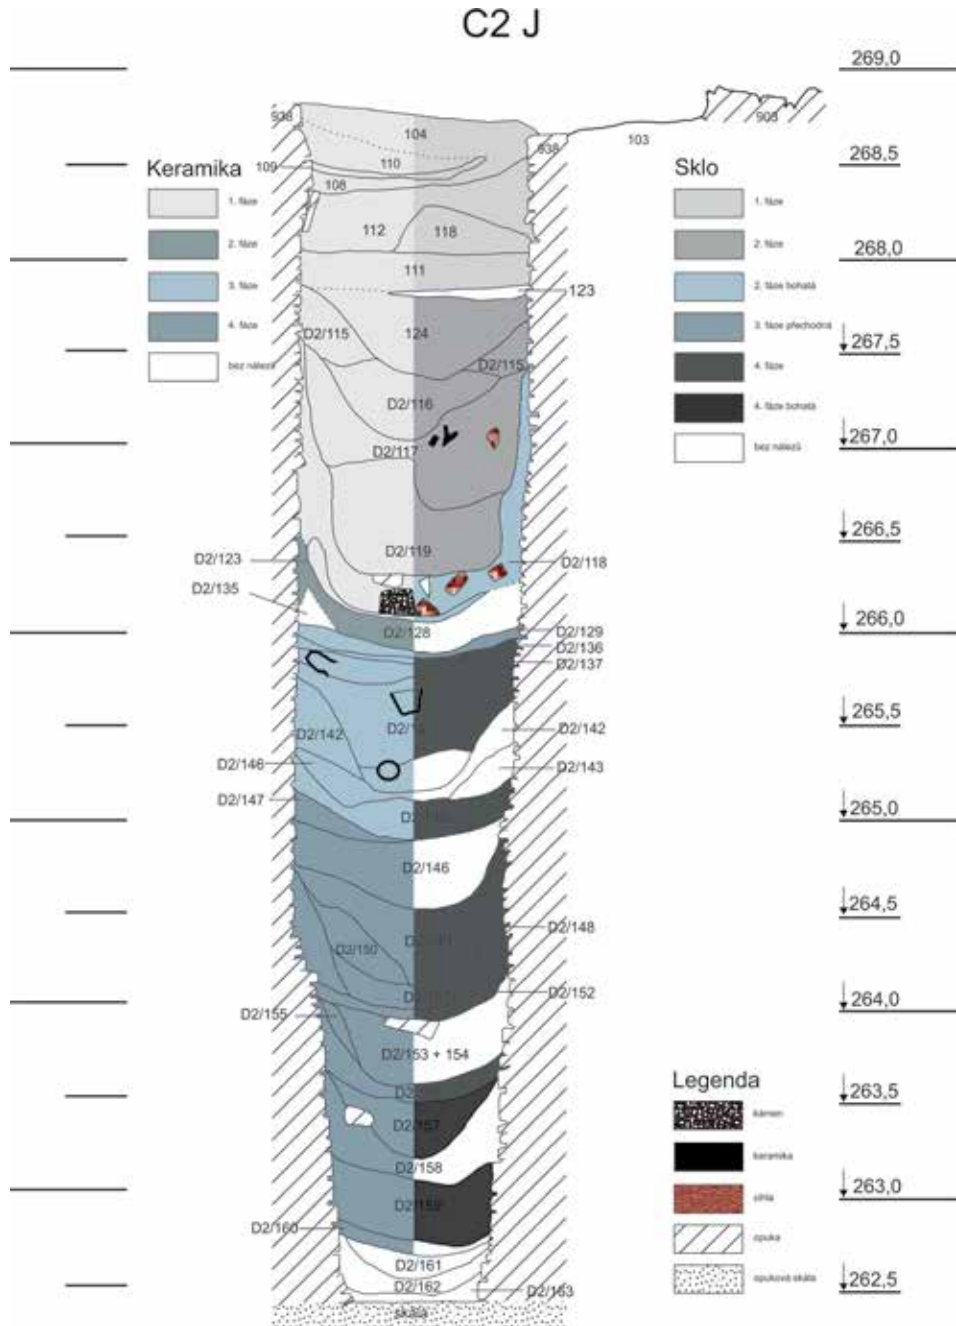 C2 J
269,0
938
104
938
103
903
109
110
108
268,5
Keramika
1. fáze
2. fáze
3. fáze
4. fáze
bez nálezů
Sklo
1. fáze
2. fáze
2. fáze bohatá
3. fáze přechodná
4. fáze
4. fáze bohatá
bez nálezů
112
118
268,0
111
123
D2/115
124
267,5
D2/115
D2/116
D2/117
267,0
266,5
D2/119
D2/123
D2/118
D2/135
D2/128
D2/129
266,0
D2/136
D2/137
D2/142
D2/142
265,5
D2/146
D2/143
D2/147
265,0
D2/146
264,5
D2/148
D2/150
D2/152
264,0
D2/155
D2/153 + 154
263,5
D2/157
D2/158
263,0
D2/159
D2/160
D2/161
D2/162
D2/163
262,5
skála
Legenda
kámen
keramika
cihla
opuka
opuková skála